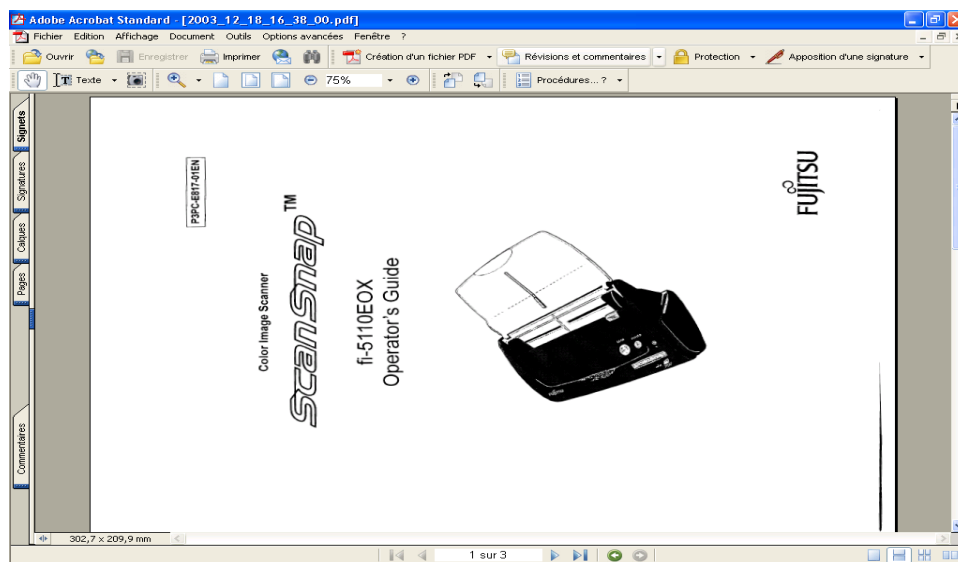 Adobe Acrobat Standard - [2003_12_18_16_38_00.pdf]
Fichier Edition Affichage Document Outils Options avancées Fenêtre ?
Ouvrir Enregistrer Imprimer Création d'un fichier PDF Révisions et commentaires Protection Apposition d'une signature
Texte 75% Procédures... ?
Signets
Signatures
Calques
Pages
Commentaires
P3PC-E817-01EN
Color Image Scanner
ScanSnap™
fi-5110EOX
Operator's Guide
FUJITSU
302,7 x 209,9 mm
1 sur 3